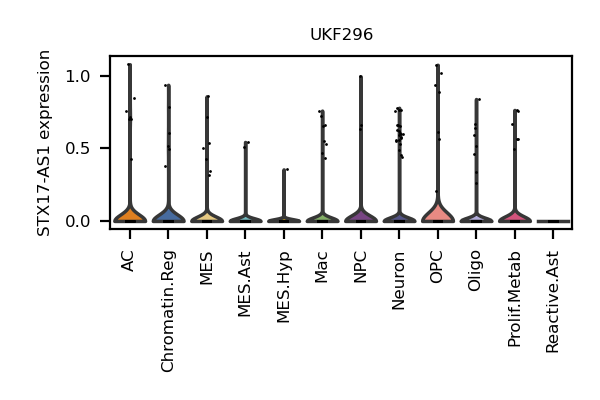 UKF296
STX17-AS1 expression
1.0
0.5
0.0
AC
Chromatin.Reg
MES
MES.Ast
MES.Hyp
Mac
NPC
Neuron
OPC
Oligo
Prolif.Metab
Reactive.Ast